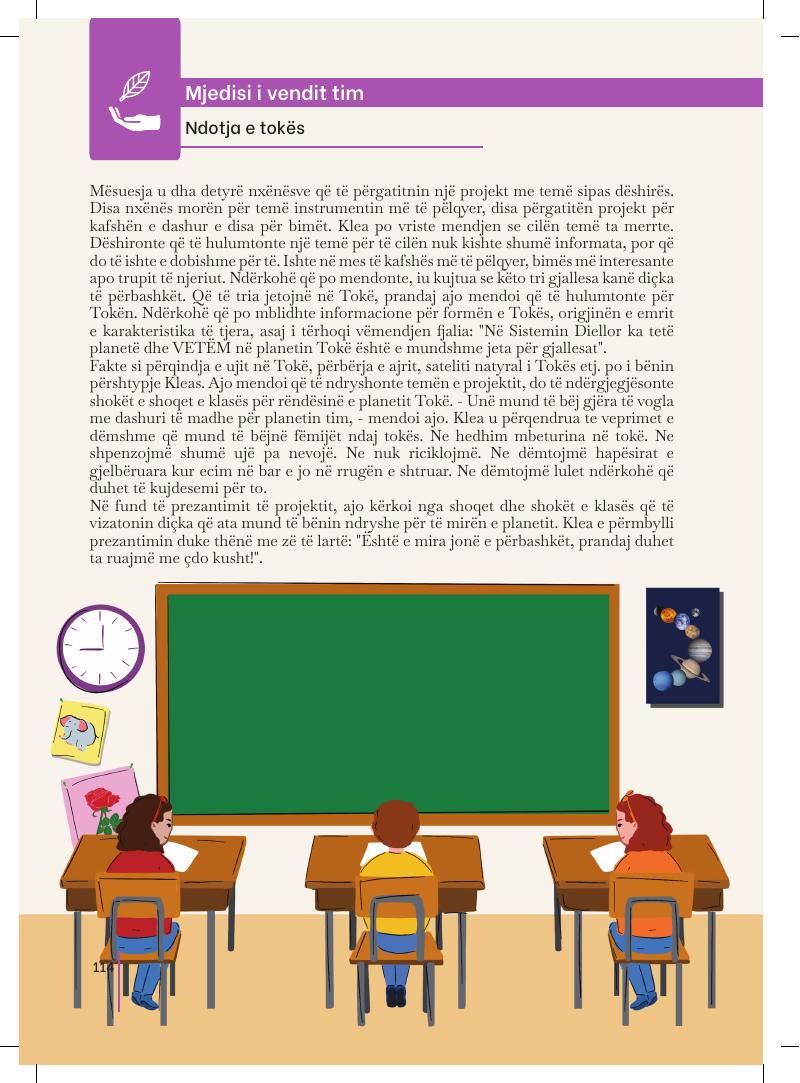 Mjedisi i vendit tim
Ndotja e tokës
Mësuesja u dha detyrë nxënësve që të përgatitnin një projekt me temë sipas dëshirës.
Disa nxënës morën për temë instrumentin më të pëlqyer, disa përgatitën projekt për
kafshën e dashur e disa për bimët. Klea po vriste mendjen se cilën temë ta merrte.
Dëshironte që të hulumtonte një temë për të cilën nuk kishte shumë informata, por që
do të ishte e dobishme për të. Ishte në mes të kafshës më të pëlqyer, bimës më interesante
apo trupit të njeriut. Ndërkohë që po mendonte, iu kujtua se këto tri gjallesa kanë diçka
të përbashkët. Që të tria jetojnë në Tokë, prandaj ajo mendoi që të hulumtonte për
Tokën. Ndërkohë që po mblidhte informacione për formën e Tokës, origjinën e emrit
e karakteristika të tjera, asaj i tërhoqi vëmendjen fjalia: "Në Sistemin Diellor ka tetë
planetë dhe VETËM në planetin Tokë është e mundshme jeta për gjallesat".
Fakte si përqindja e ujit në Tokë, përbërja e ajrit, sateliti natyral i Tokës etj. po i bënin
përshtypje Kleas. Ajo mendoi që të ndryshonte temën e projektit, do të ndërgjegjësonte
shokët e shoqet e klasës për rëndësinë e planetit Tokë. - Unë mund të bëj gjëra të vogla
me dashuri të madhe për planetin tim, - mendoi ajo. Klea u përqendrua te veprimet e
dëmshme që mund të bëjnë fëmijët ndaj tokës. Ne hedhim mbeturina në tokë. Ne
shpenzojmë shumë ujë pa nevojë. Ne nuk riciklojmë. Ne dëmtojmë hapësirat e
gjelbëruara kur ecim në bar e jo në rrugën e shtruar. Ne dëmtojmë lulet ndërkohë që
duhet të kujdesemi për to.
Në fund të prezantimit të projektit, ajo kërkoi nga shoqet dhe shokët e klasës që të
vizatonin diçka që ata mund të bënin ndryshe për të mirën e planetit. Klea e përmbylli
prezantimin duke thënë me zë të lartë: "Është e mira jonë e përbashkët, prandaj duhet
ta ruajmë me çdo kusht!".
114